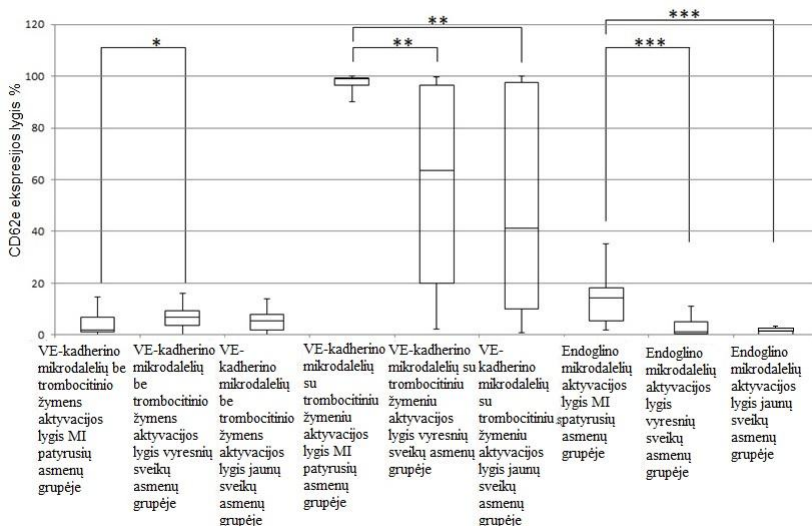 120
100
80
60
40
20
0
CD62e ekspresijos lygis %
*
**
**
***
***
VE-kadherino
mikrodalelių be
trombocitinio
žymens
aktyvacijos
lygis MI
patyrusių
asmenų
grupėje
VE-kadherino
mikrodalelių
be
trombocitinio
žymens
aktyvacijos
lygis vyresnių
sveikų
asmenų
grupėje
VE-
kadherino
mikrodalelių
be
trombocitinio
žymens
aktyvacijos
lygis jaunų
sveikų
asmenų
grupėje
VE-kadherino
mikrodalelių
su
trombocitiniu
žymeniu
aktyvacijos
lygis MI
patyrusių
asmenų
grupėje
VE-kadherino
mikrodalelių su
trombocitiniu
žymeniu
aktyvacijos
lygis vyresnių
sveikų asmenų
grupėje
VE-
kadherino
mikrodalelių
su
trombocitiniu
žymeniu
aktyvacijos
lygis jaunų
sveikų
asmenų
grupėje
Endoglino
mikrodalelių
aktyvacijos
lygis MI
patyrusių
asmenų
grupėje
Endoglino
mikrodalelių
aktyvacijos
lygis
vyresnių
sveikų
asmenų
grupėje
Endoglino
mikrodalelių
aktyvacijos
lygis jaunų
sveikų
asmenų
grupėje